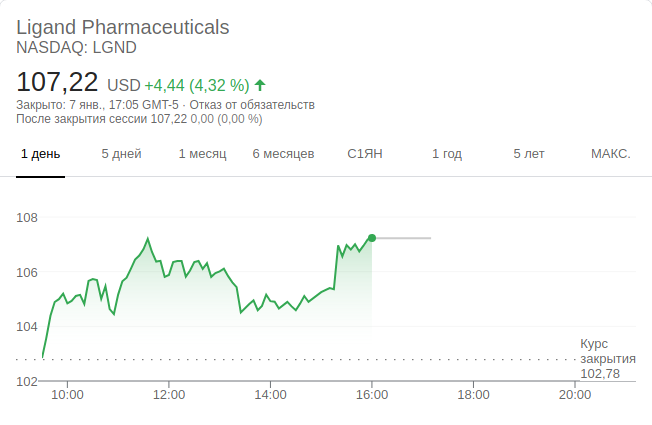 Ligand Pharmaceuticals
NASDAQ: LGND
107,22 USD +4,44 (4,32 %)
Закрыто: 7 янв., 17:05 GMT-5 · Отказ от обязательств
После закрытия сессии 107,22 0,00 (0,00 %)
1 день 5 дней 1 месяц 6 месяцев С1ЯН 1 год 5 лет МАКС.
108
106
104
Курс
закрытия
102,78
102
10:00 12:00 14:00 16:00 18:00 20:00